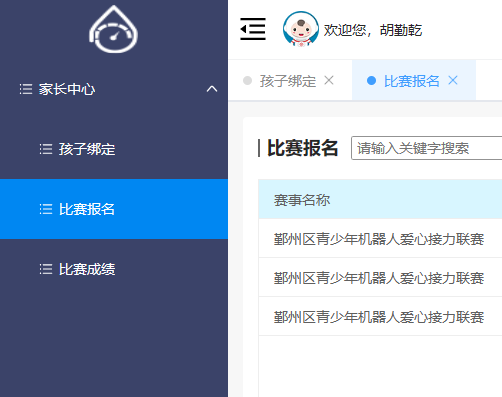 欢迎您，胡勤乾
家长中心
孩子绑定
比赛报名
比赛成绩
孩子绑定
比赛报名
比赛报名
请输入关键字搜索
赛事名称
鄞州区青少年机器人爱心接力联赛
鄞州区青少年机器人爱心接力联赛
鄞州区青少年机器人爱心接力联赛